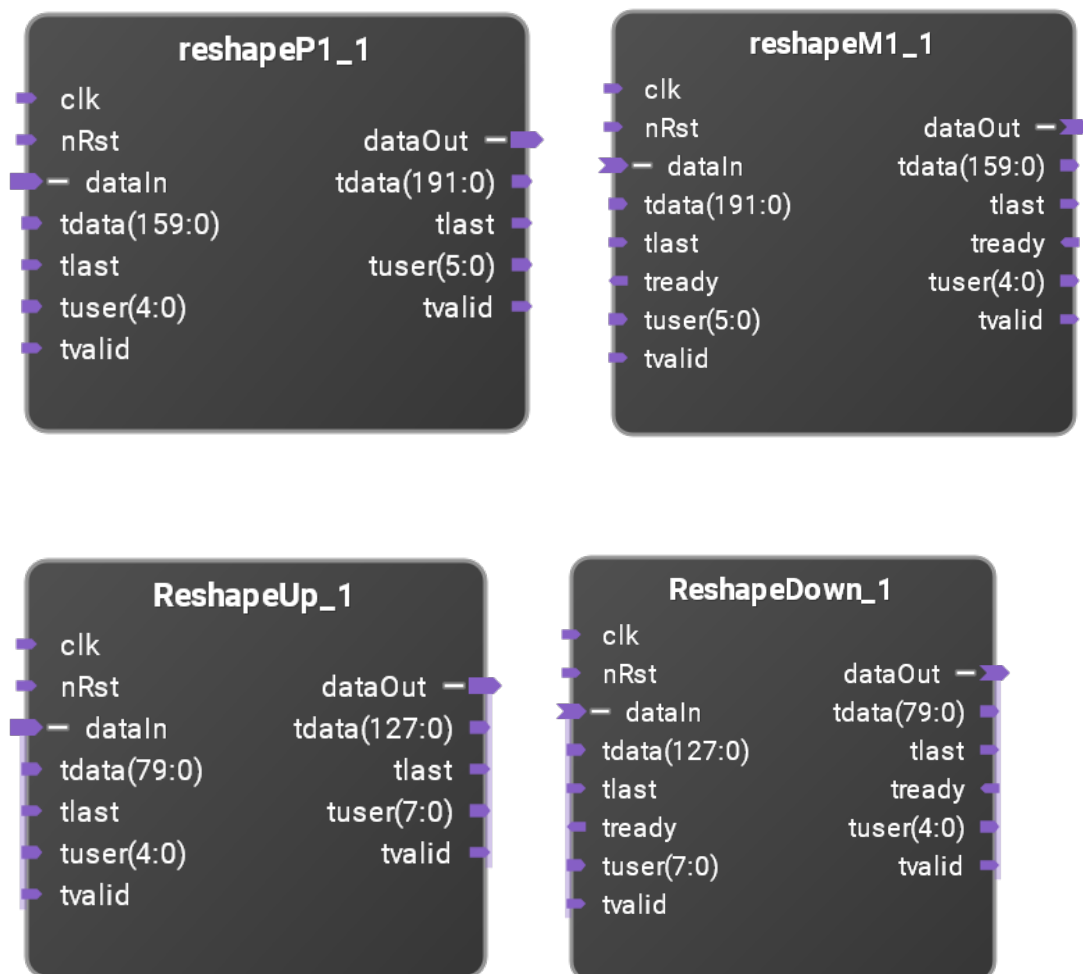 reshapeP1_1
clk
nRst
dataOut
dataIn
tdata(191:0)
tdata(159:0)
tlast
tlast
tuser(5:0)
tuser(4:0)
tvalid
tvalid
reshapeM1_1
clk
nRst
dataOut
dataIn
tdata(159:0)
tdata(191:0)
tlast
tlast
tready
tready
tuser(4:0)
tuser(5:0)
tvalid
tvalid
ReshapeUp_1
clk
nRst
dataOut
dataIn
tdata(127:0)
tdata(79:0)
tlast
tlast
tuser(7:0)
tuser(4:0)
tvalid
tvalid
ReshapeDown_1
clk
nRst
dataOut
dataIn
tdata(79:0)
tdata(127:0)
tlast
tlast
tready
tready
tuser(4:0)
tuser(7:0)
tvalid
tvalid